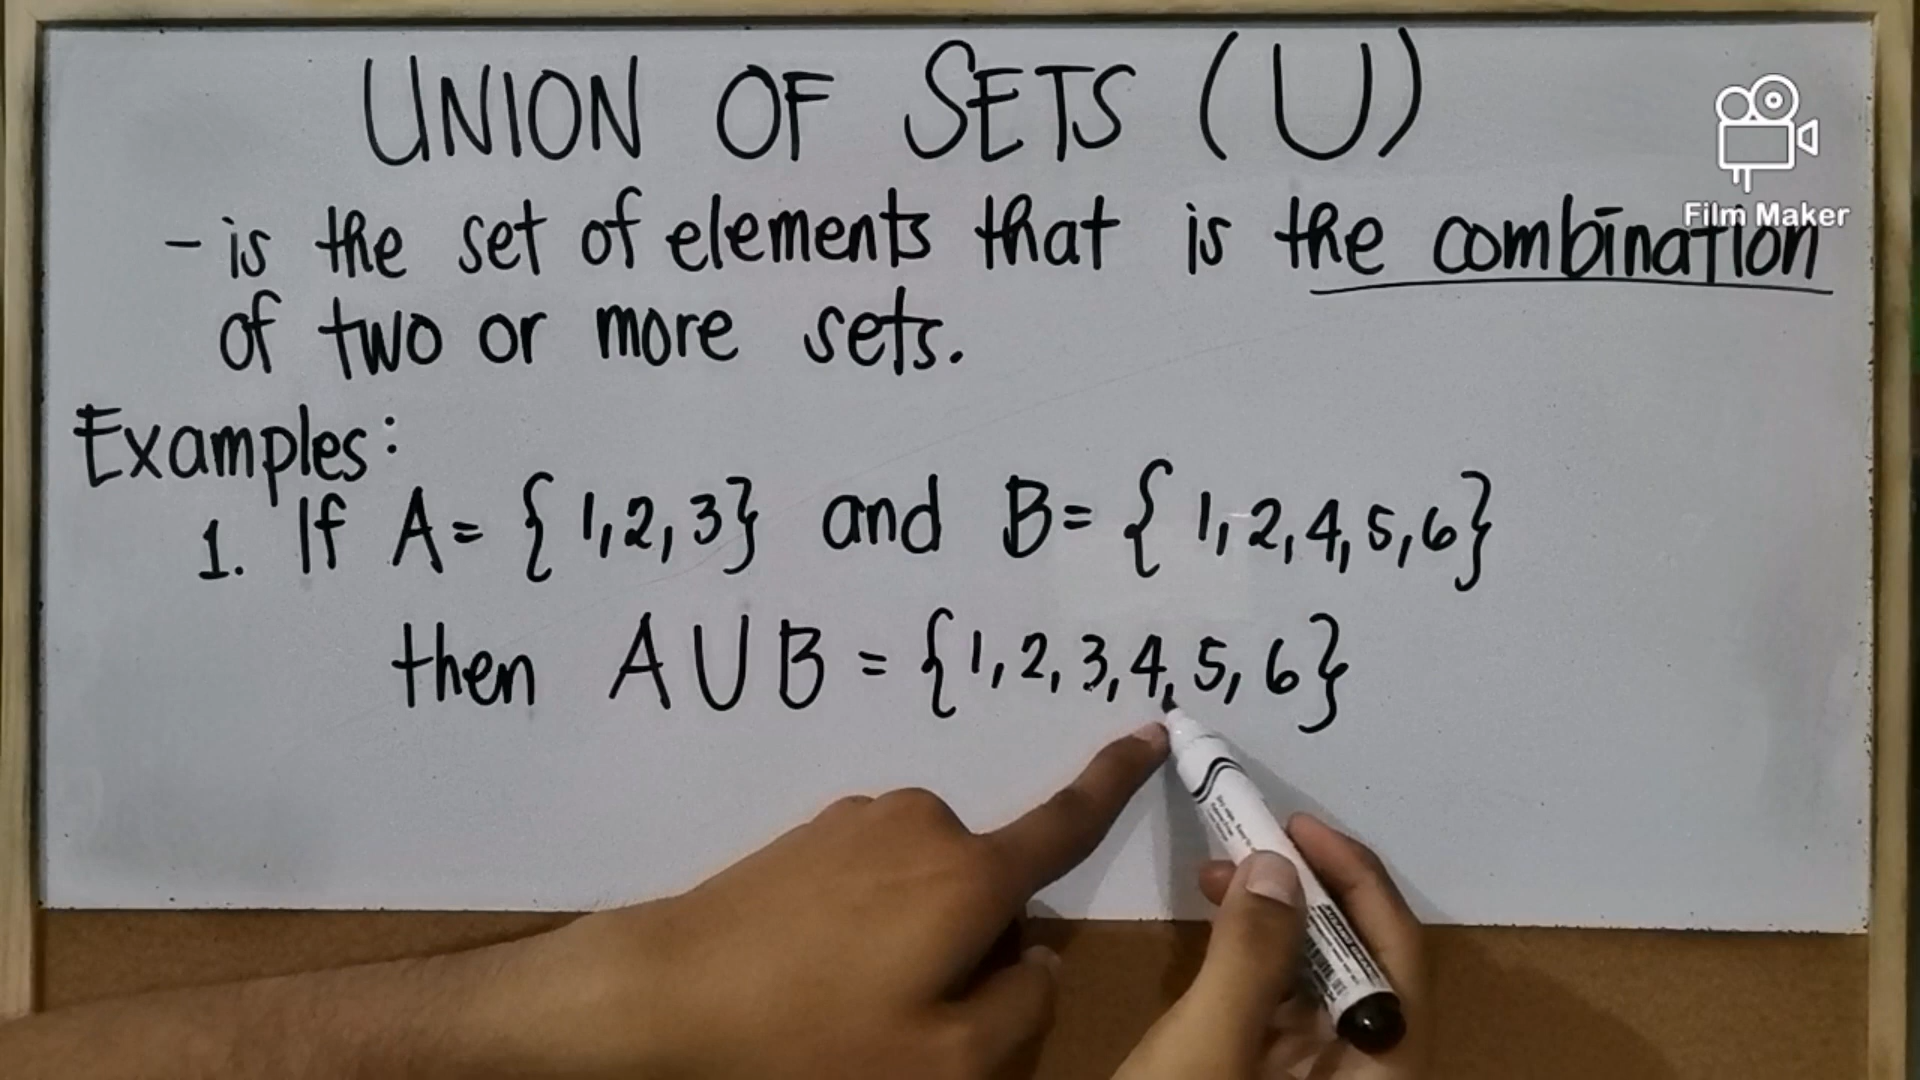 UNION OF SETS (U)
Film Maker
- is the set of elements that is the combination
of two or more sets.
Examples:
1. If A = { 1, 2, 3} and B = { 1, 2, 4, 5, 6}
then A U B = {1, 2, 3, 4, 5, 6}